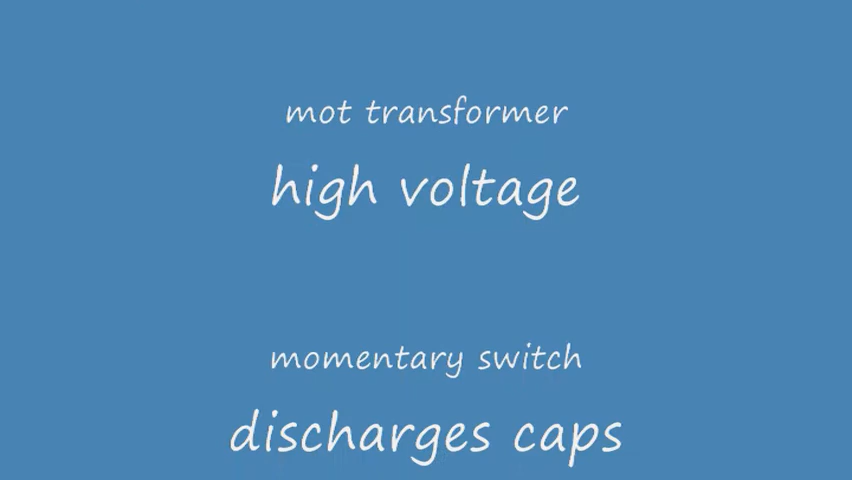 mot transformer
high voltage
momentary switch
discharges caps